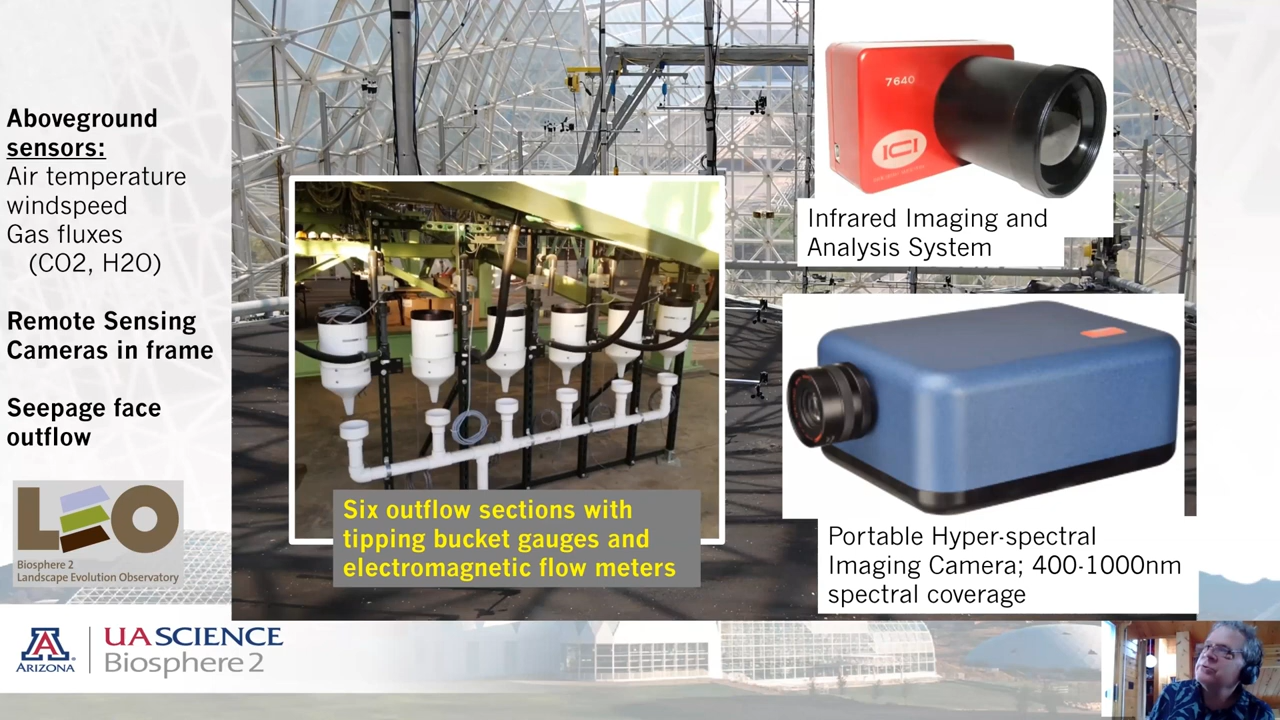 Aboveground
sensors:
Air temperature
windspeed
Gas fluxes
(CO2, H2O)
Remote Sensing
Cameras in frame
Seepage face
outflow
LEO
Biosphere 2
Landscape Evolution Observatory
7640
ICI
Infrared Imaging and
Analysis System
Six outflow sections with
tipping bucket gauges and
electromagnetic flow meters
Portable Hyper-spectral
Imaging Camera; 400-1000nm
spectral coverage
A
ARIZONA
UA SCIENCE
Biosphere 2